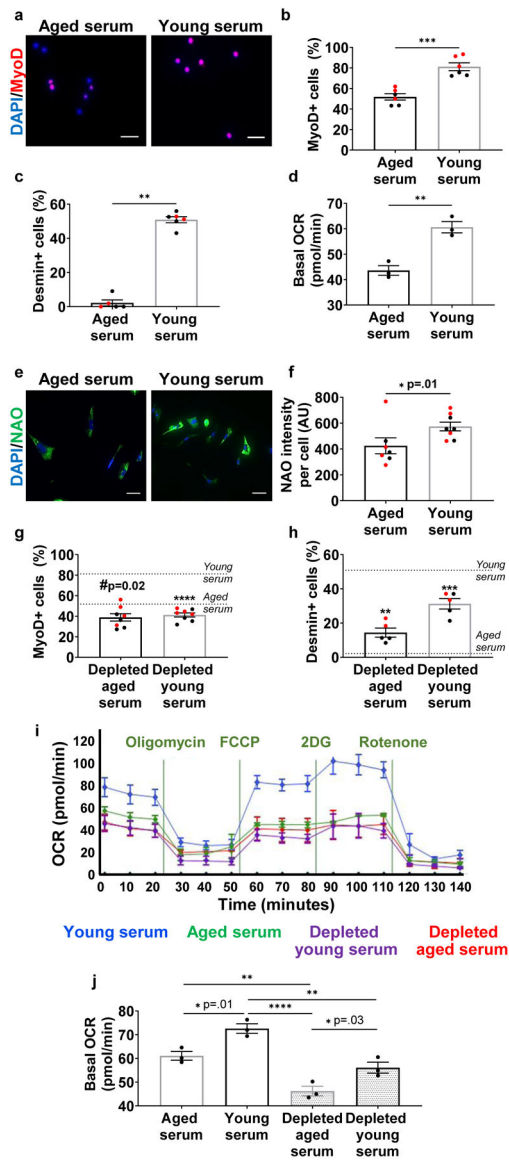 a
Aged serum
Young serum
DAPI/MyoD
b
MyoD+ cells (%)
100
80
60
40
20
0
***
Aged
serum
Young
serum
c
Desmin+ cells (%)
60
40
20
0
**
Aged
serum
Young
serum
d
Basal OCR
(pmol/min)
70
60
50
40
30
**
Aged
serum
Young
serum
e
Aged serum
Young serum
DAPI/NAO
f
NAO intensity
per cell (AU)
1000
800
600
400
200
0
* p=.01
Aged
serum
Young
serum
g
MyoD+ cells (%)
100
80
60
40
20
0
Young
serum
#p=0.02
****
Aged
serum
Depleted
aged
serum
Depleted
young
serum
h
Desmin+ cells (%)
60
40
20
0
Young
serum
**
***
Aged
serum
Depleted
aged
serum
Depleted
young
serum
i
OCR (pmol/min)
120
100
80
60
40
20
0
Oligomycin FCCP 2DG Rotenone
0 10 20 30 40 50 60 70 80 90 100 110 120 130 140
Time (minutes)
Young serum
Aged serum
Depleted
young serum
Depleted
aged serum
j
Basal OCR
(pmol/min)
80
70
60
50
40
**
**
* p=.01
****
* p=.03
Aged
serum
Young
serum
Depleted
aged
serum
Depleted
young
serum